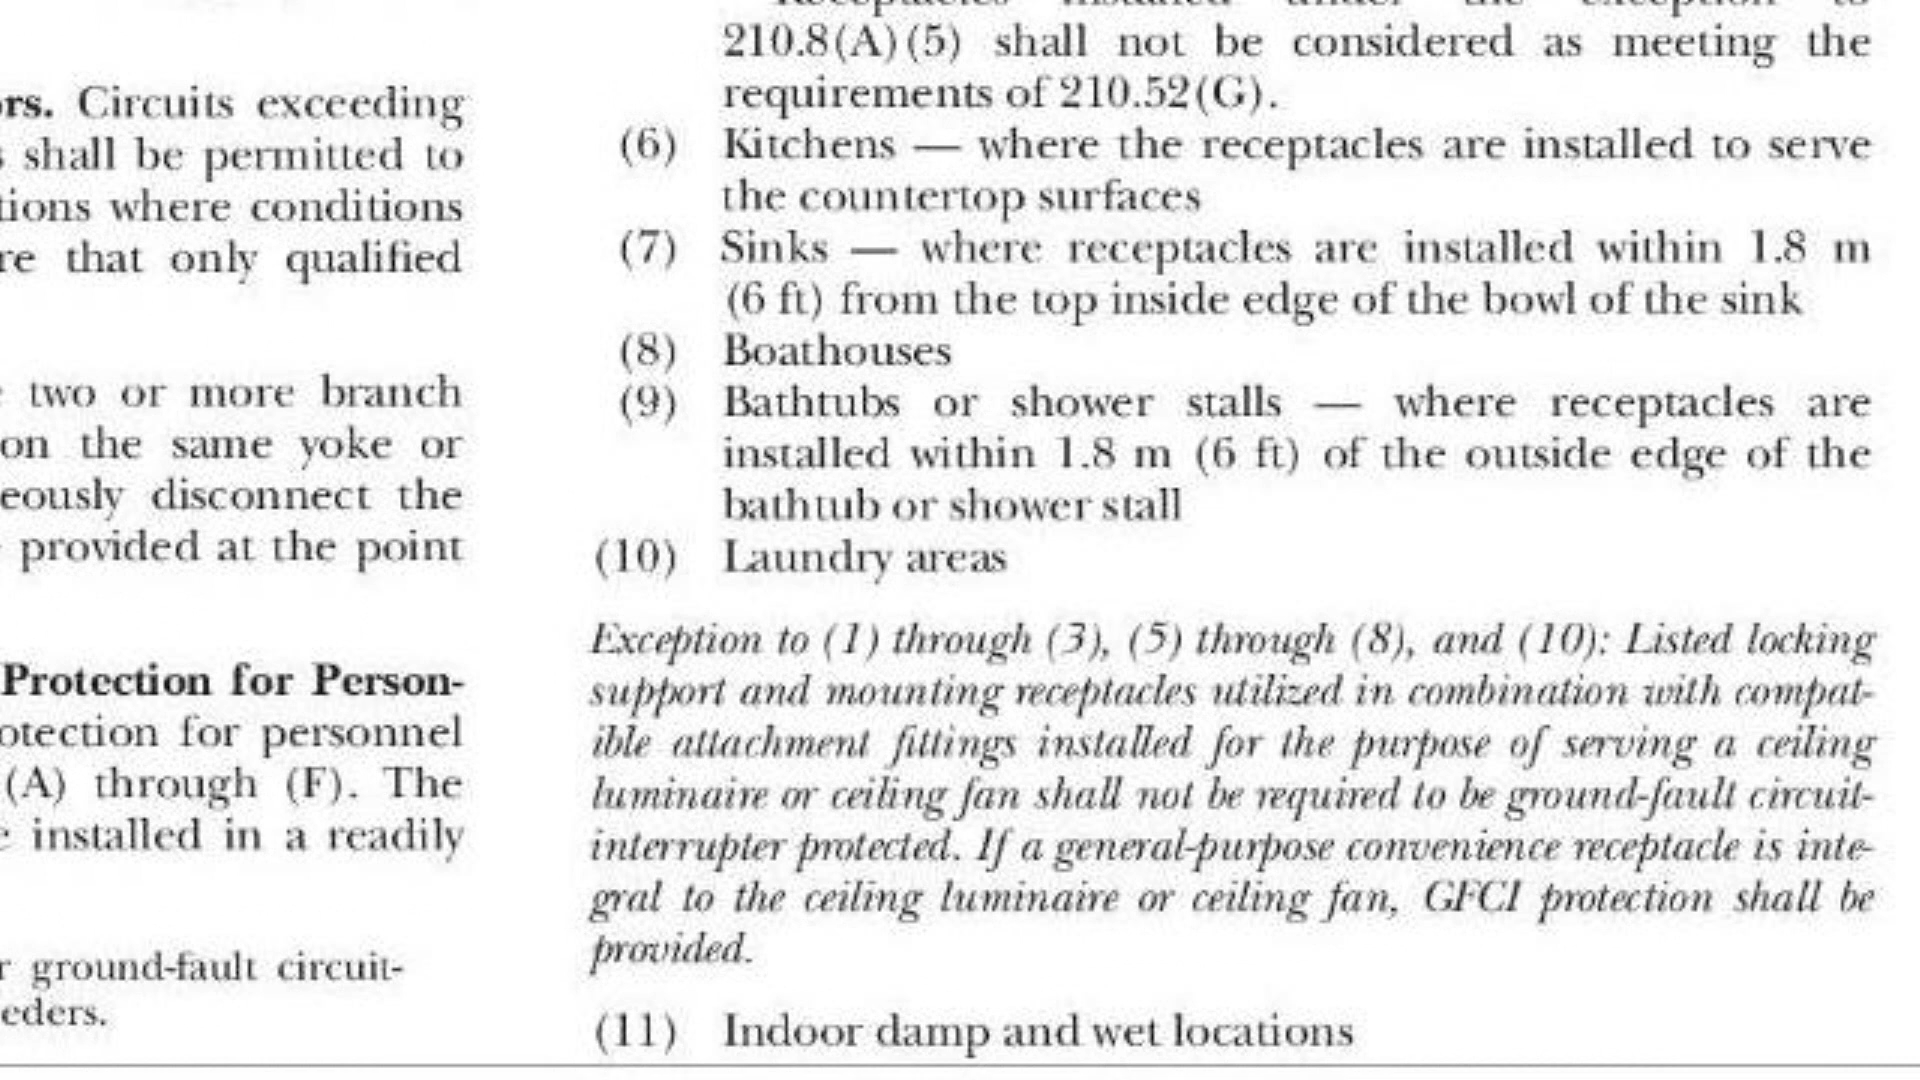 ors. Circuits exceeding
s shall be permitted to
tions where conditions
re that only qualified
two or more branch
on the same yoke or
eously disconnect the
provided at the point
Protection for Person-
otection for personnel
(A) through (F). The
e installed in a readily
r ground-fault circuit-
eders.
Receptacles installed under the exception to
210.8(A)(5) shall not be considered as meeting the
requirements of 210.52(G).
(6) Kitchens — where the receptacles are installed to serve
the countertop surfaces
(7) Sinks — where receptacles are installed within 1.8 m
(6 ft) from the top inside edge of the bowl of the sink
(8) Boathouses
(9) Bathtubs or shower stalls — where receptacles are
installed within 1.8 m (6 ft) of the outside edge of the
bathtub or shower stall
(10) Laundry areas
Exception to (1) through (3), (5) through (8), and (10): Listed locking
support and mounting receptacles utilized in combination with compat-
ible attachment fittings installed for the purpose of serving a ceiling
luminaire or ceiling fan shall not be required to be ground-fault circuit-
interrupter protected. If a general-purpose convenience receptacle is inte-
gral to the ceiling luminaire or ceiling fan, GFCI protection shall be
provided.
(11) Indoor damp and wet locations